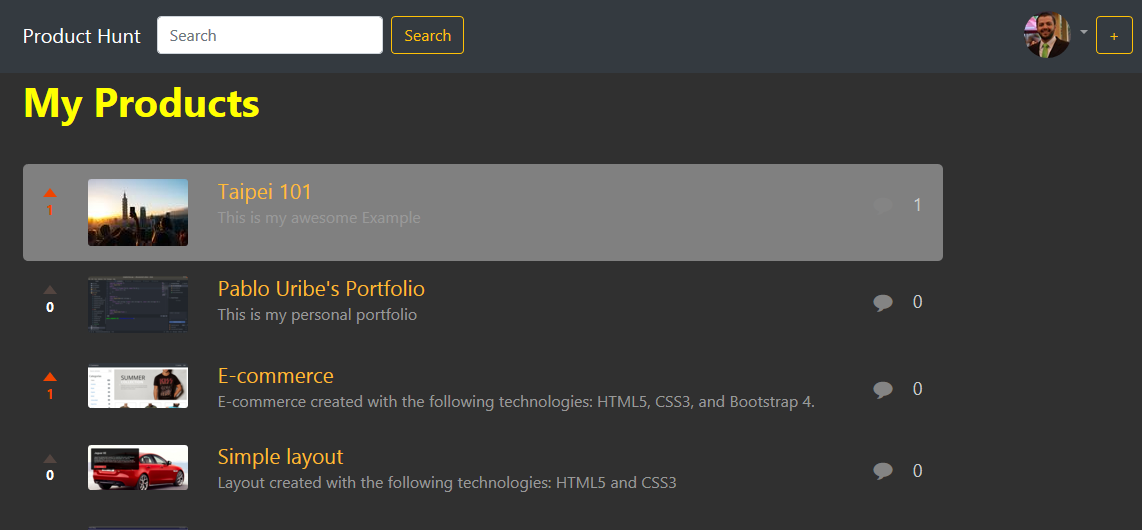 Product Hunt
Search
Search
+
My Products
1
Taipei 101
This is my awesome Example
1
0
Pablo Uribe's Portfolio
This is my personal portfolio
0
1
SUMMER
E-commerce
E-commerce created with the following technologies: HTML5, CSS3, and Bootstrap 4.
0
0
Simple layout
Layout created with the following technologies: HTML5 and CSS3
0